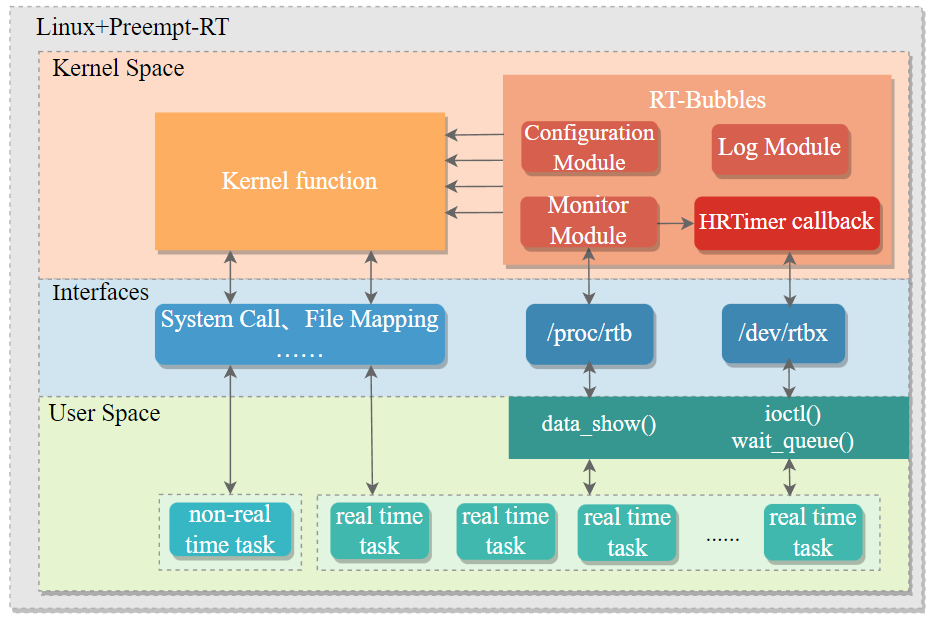 Linux+Preempt-RT
Kernel Space
RT-Bubbles
Configuration
Module
Log Module
Kernel function
Monitor
Module
HRTimer callback
Interfaces
System Call、File Mapping
……
/proc/rtb
/dev/rtbx
User Space
data_show()
ioctl()
wait_queue()
non-real
time task
real time
task
real time
task
real time
task
......
real time
task